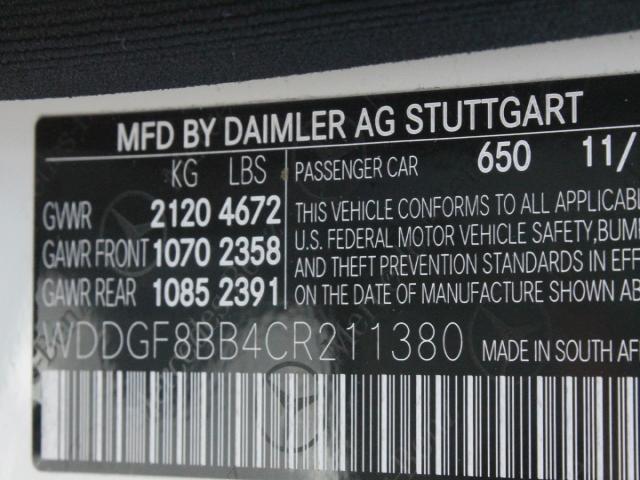 MFD BY DAIMLER AG STUTTGART
KG LBS PASSENGER CAR 650 11/
GVWR 2120 4672 THIS VEHICLE CONFORMS TO ALL APPLICABL
GAWR FRONT 1070 2358 U.S. FEDERAL MOTOR VEHICLE SAFETY, BUM
AND THEFT PREVENTION STANDARDS IN EFF
GAWR REAR 1085 2391 ON THE DATE OF MANUFACTURE SHOWN AB
WDDGF8BB4CR211380 MADE IN SOUTH AF